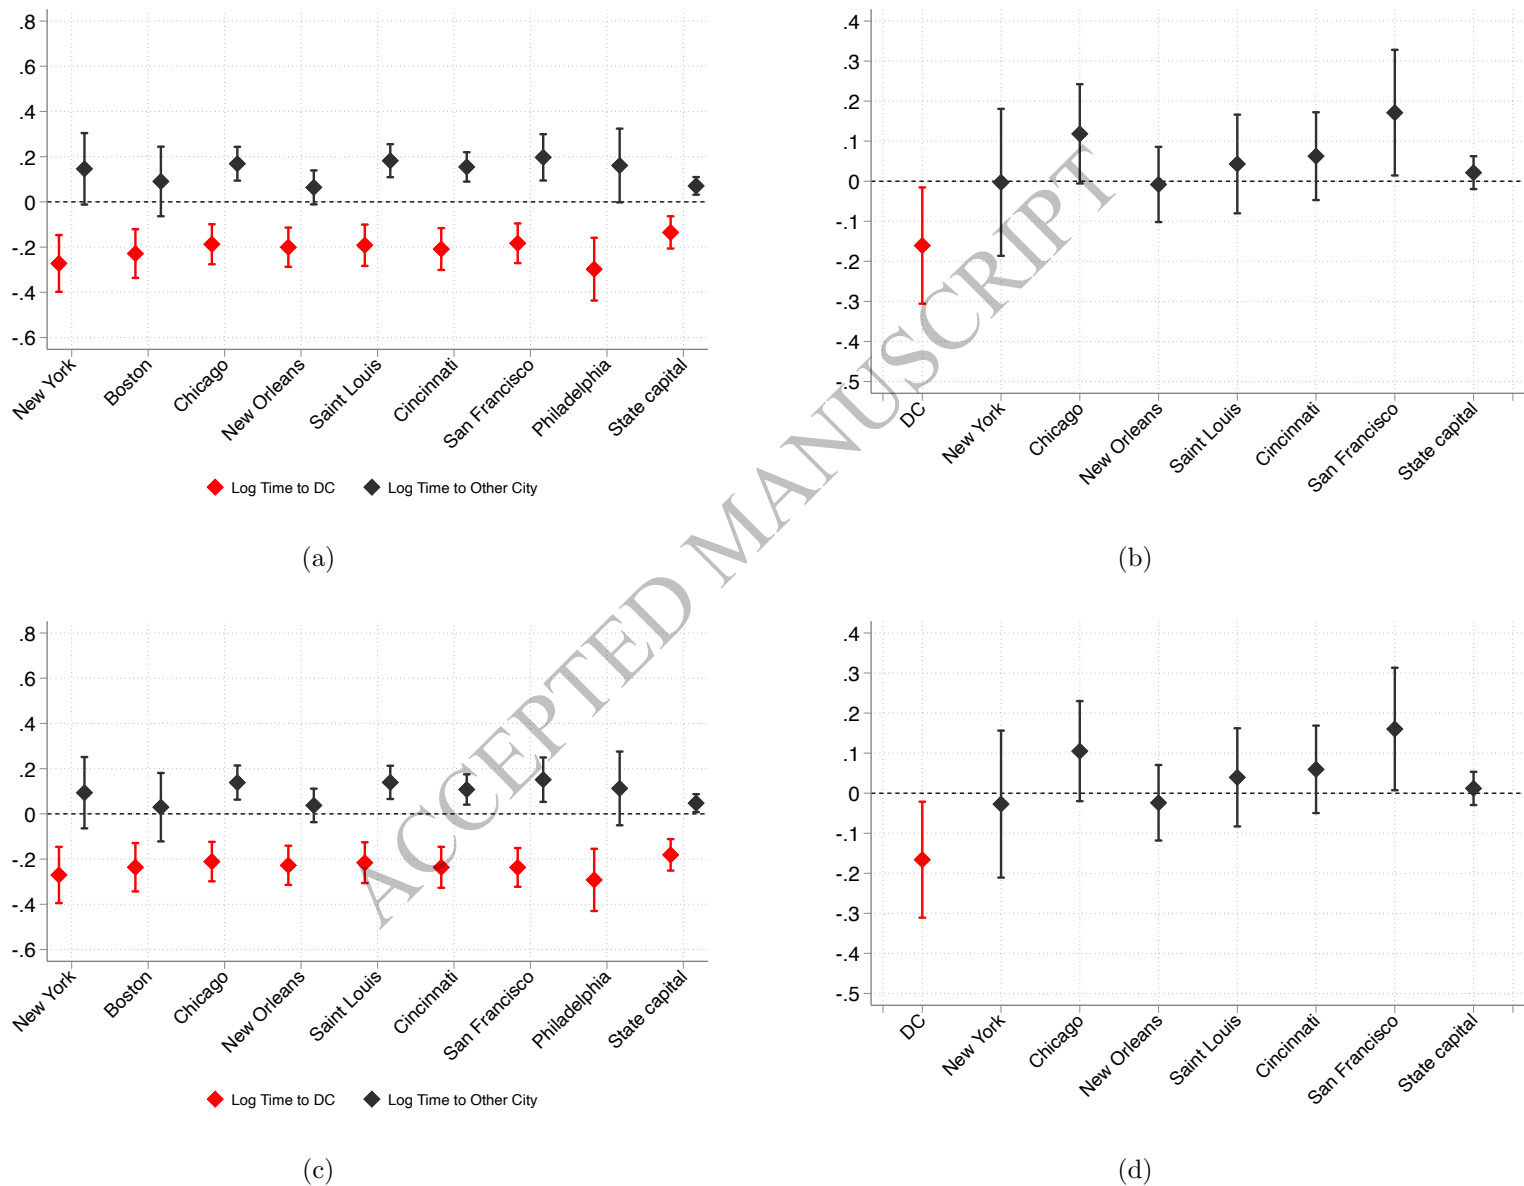 .8
.6
.4
.2
0
-.2
-.4
-.6
New York
Boston
Chicago
New Orleans
Saint Louis
Cincinnati
San Francisco
Philadelphia
State capital
Log Time to DC
Log Time to Other City
(a)
.4
.3
.2
.1
0
-.1
-.2
-.3
-.4
-.5
DC
New York
Chicago
New Orleans
Saint Louis
Cincinnati
San Francisco
State capital
(b)
ACCEPTED MANUSCRIPT
.8
.6
.4
.2
0
-.2
-.4
-.6
New York
Boston
Chicago
New Orleans
Saint Louis
Cincinnati
San Francisco
Philadelphia
State capital
Log Time to DC
Log Time to Other City
(c)
.4
.3
.2
.1
0
-.1
-.2
-.3
-.4
-.5
DC
New York
Chicago
New Orleans
Saint Louis
Cincinnati
San Francisco
State capital
(d)